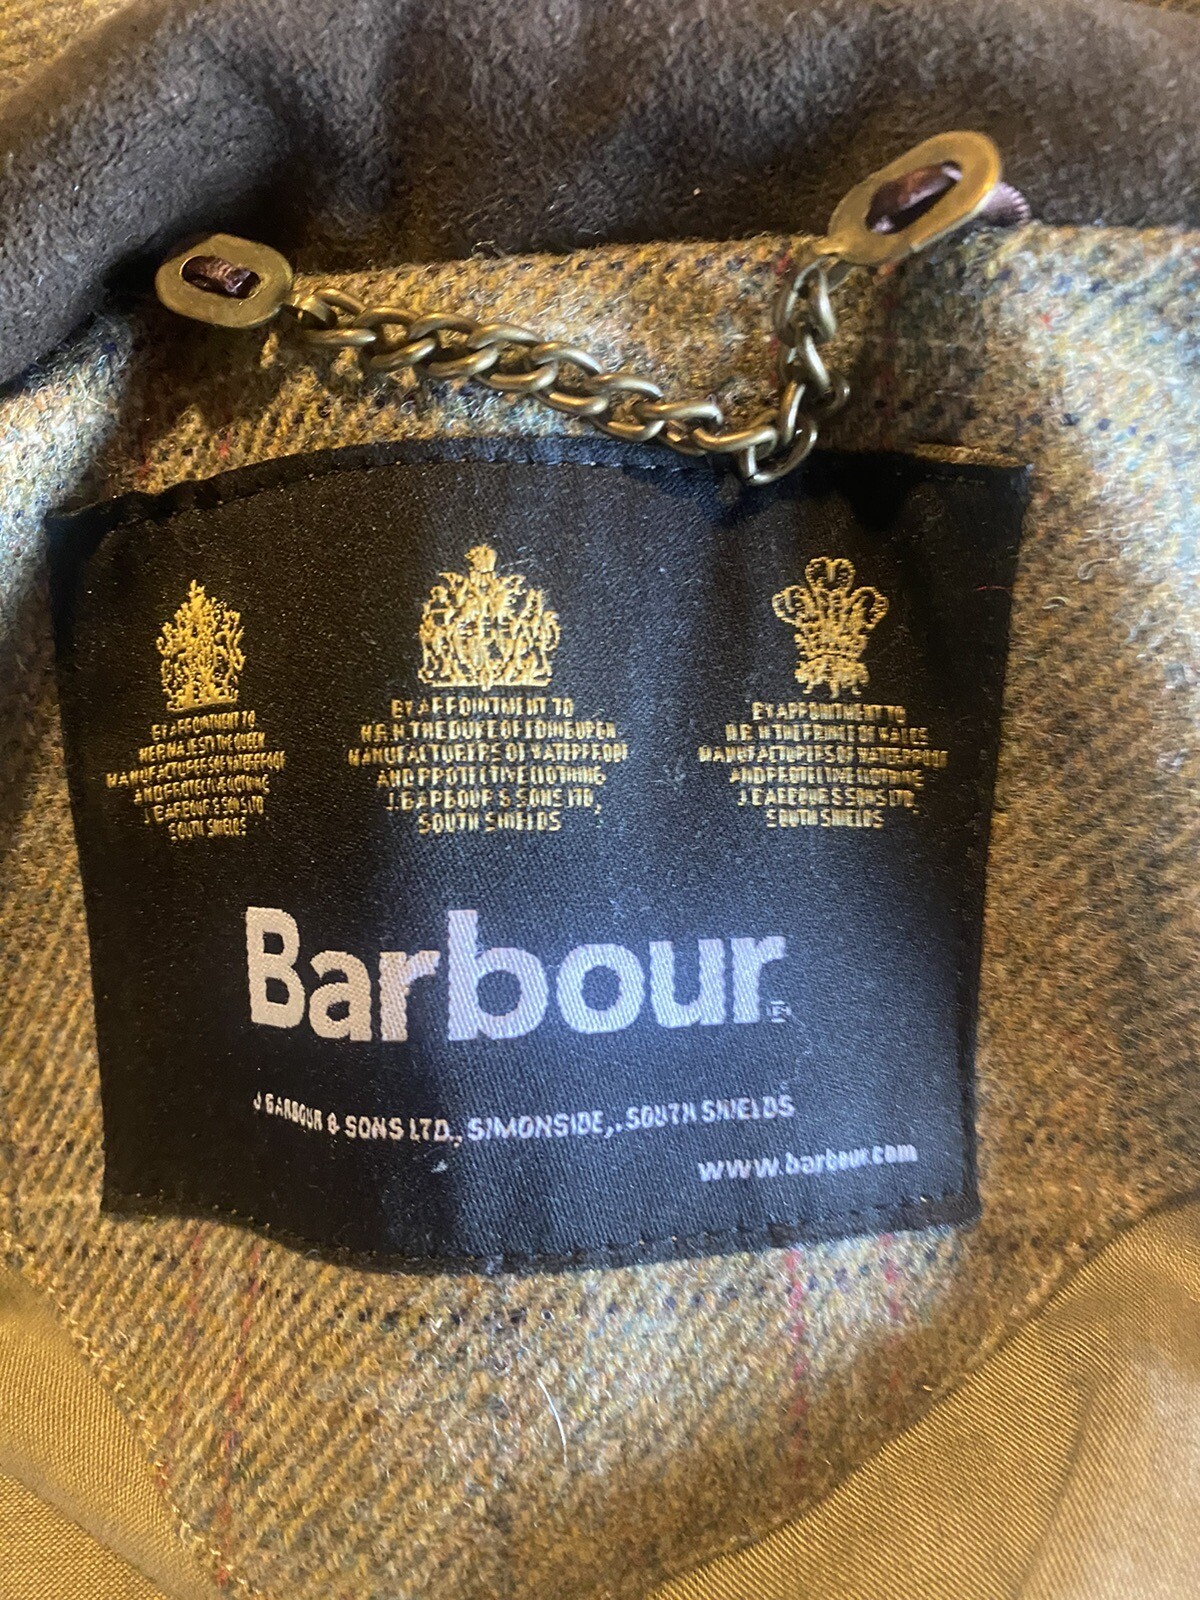 BY APPOINTMENT TO
HER MAJESTY THE QUEEN
MANUFACTURERS OF WATERPROOF
AND PROTECTIVE CLOTHING
J. BARBOUR & SONS LTD
SOUTH SHIELDS
BY APPOINTMENT TO
H.R.H. THE DUKE OF EDINBURGH
MANUFACTURERS OF WATERPROOF
AND PROTECTIVE CLOTHING
J. BARBOUR & SONS LTD,
SOUTH SHIELDS
BY APPOINTMENT TO
H.R.H. THE PRINCE OF WALES
MANUFACTURERS OF WATERPROOF
AND PROTECTIVE CLOTHING
J. BARBOUR & SONS LTD,
SOUTH SHIELDS
Barbour®
J BARBOUR & SONS LTD., SIMONSIDE,. SOUTH SHIELDS
www.barbour.com